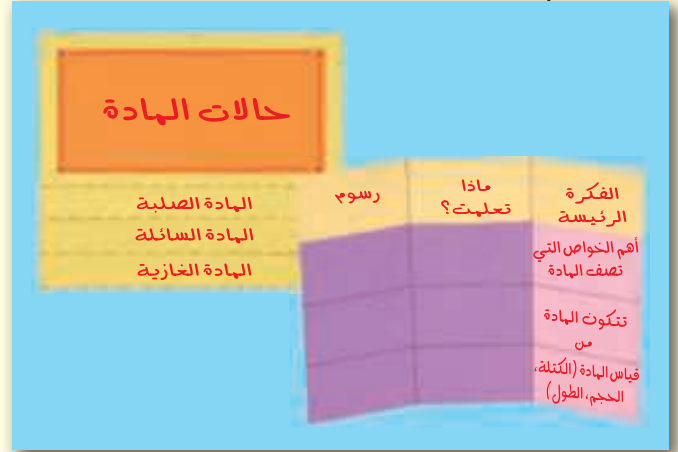 حالات المادة
المادة الصلبة
المادة السائلة
المادة الغازية
الفكرة
الرئيسة
ماذا
تعلمت؟
رسوم
أهم الخواص التي
تصف المادة
تتكون المادة
من
قياس المادة (الكتلة،
الحجم، الطول)